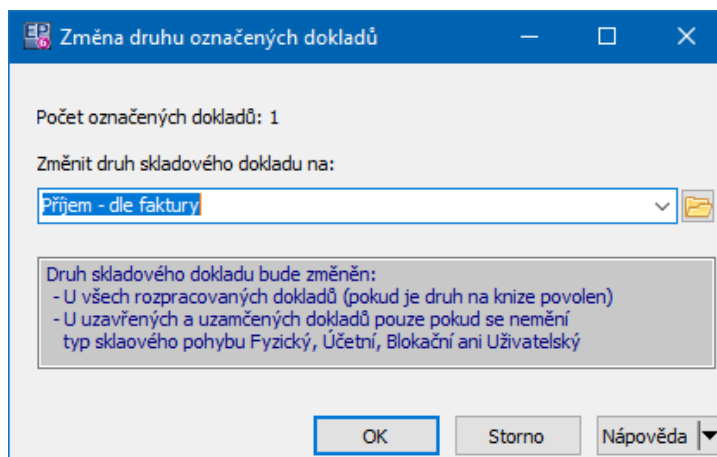 EP
6
Změna druhu označených dokladů
Počet označených dokladů: 1
Změnit druh skladového dokladu na:
Příjem - dle faktury
Druh skladového dokladu bude změněn:
- U všech rozpracovaných dokladů (pokud je druh na knize povolen)
- U uzavřených a uzamčených dokladů pouze pokud se nemění
typ sklaového pohybu Fyzický, Účetní, Blokační ani Uživatelský
OK
Storno
Nápověda